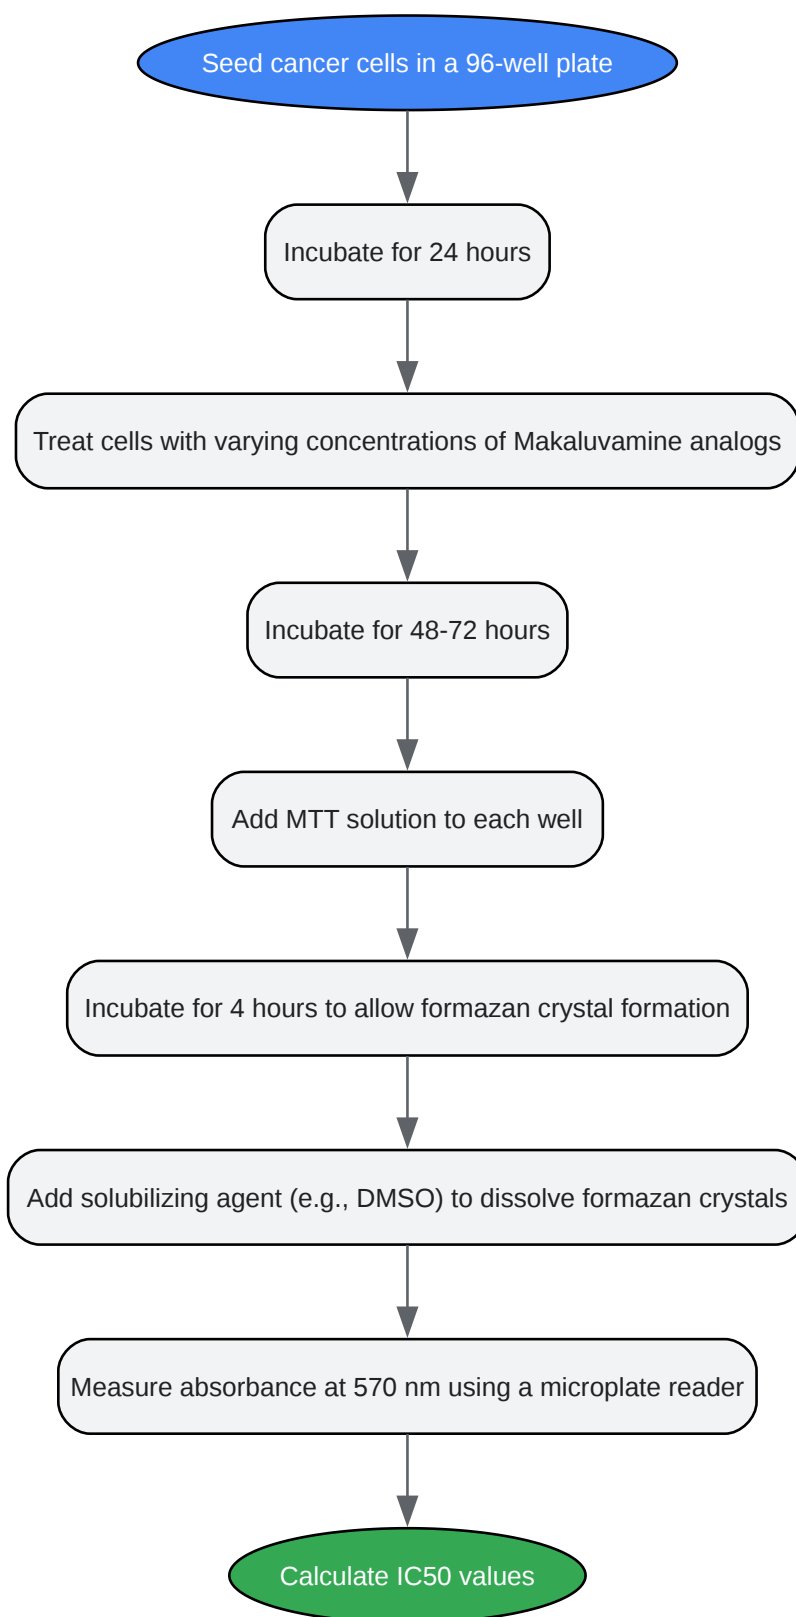 Seed cancer cells in a 96-well plate
Incubate for 24 hours
Treat cells with varying concentrations of Makaluvamine analogs
Incubate for 48-72 hours
Add MTT solution to each well
Incubate for 4 hours to allow formazan crystal formation
Add solubilizing agent (e.g., DMSO) to dissolve formazan crystals
Measure absorbance at 570 nm using a microplate reader
Calculate IC50 values